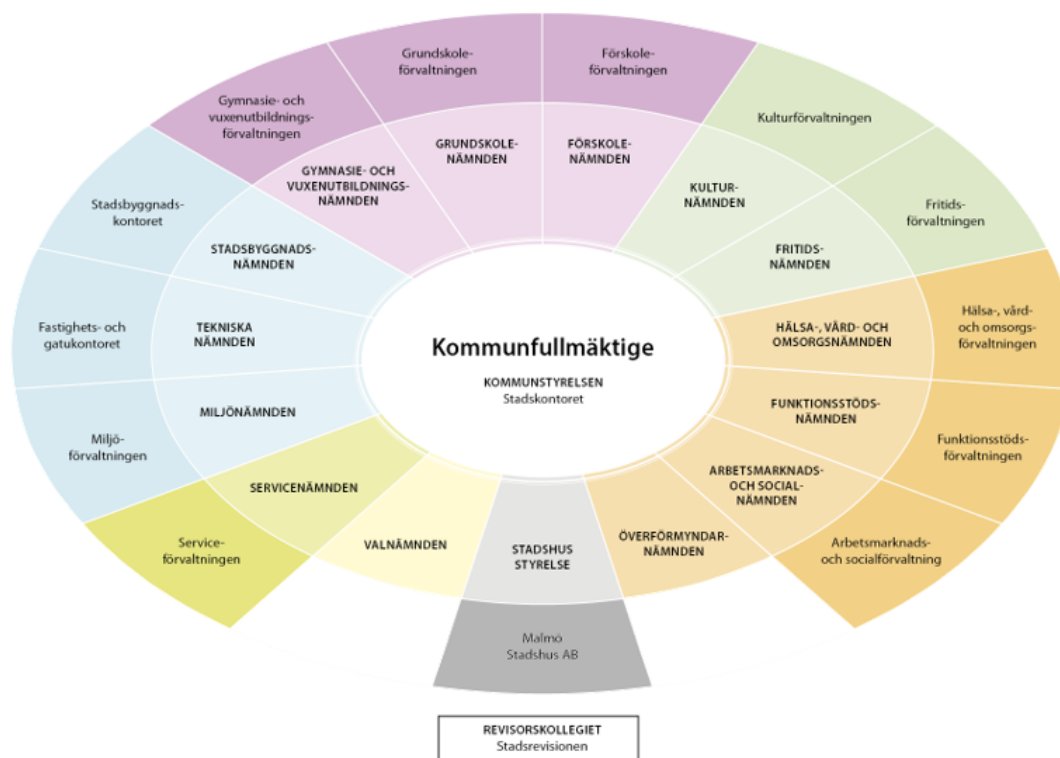 Grundskole-
förvaltningen
Förskole-
förvaltningen
Gymnasie- och
vuxenutbildnings-
förvaltningen
Kulturförvaltningen
GRUNDSKOLE-
NÄMNDEN
FÖRSKOLE-
NÄMNDEN
GYMNASIE- OCH
VUXENUTBILDNINGS-
NÄMNDEN
KULTUR-
NÄMNDEN
Stadsbyggnads-
kontoret
Fritids-
förvaltningen
STADSBYGGNADS-
NÄMNDEN
FRITIDS-
NÄMNDEN
Fastighets- och
gatukontoret
TEKNISKA
NÄMNDEN
Kommunfullmäktige
KOMMUNSTYRELSEN
Stadskontoret
HÄLSA-, VÅRD- OCH
OMSORGSNÄMNDEN
Hälsa-, vård-
och omsorgs-
förvaltningen
Miljö-
förvaltningen
MILJÖNÄMNDEN
FUNKTIONSSTÖDS-
NÄMNDEN
Funktionsstöds-
förvaltningen
SERVICENÄMNDEN
ARBETSMARKNADS-
OCH SOCIAL-
NÄMNDEN
Service-
förvaltningen
VALNÄMNDEN
STADSHUS
STYRELSE
ÖVERFÖRMYNDAR-
NÄMNDEN
Arbetsmarknads-
och socialförvaltning
Malmö
Stadshus AB
REVISORSKOLLEGIET
Stadsrevisionen